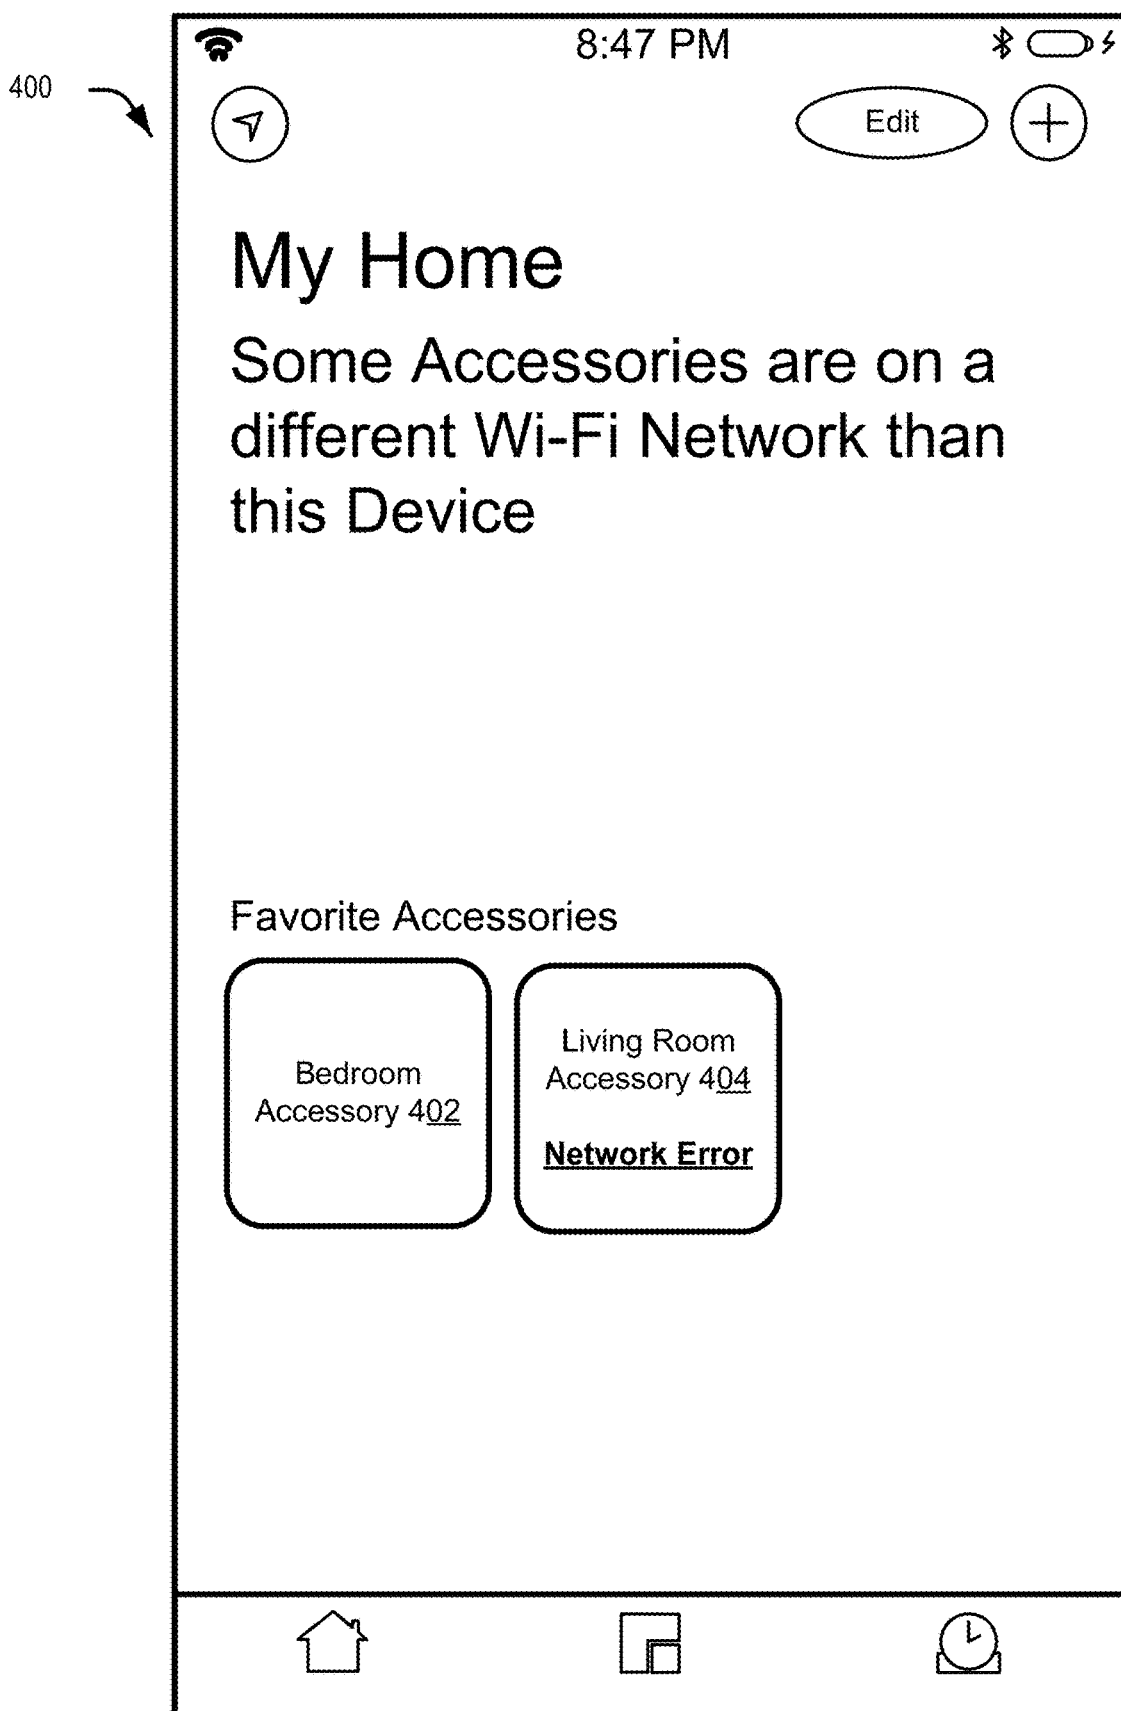 8:47 PM
400
Edit
My Home
Some Accessories are on a
different Wi-Fi Network than
this Device
Favorite Accessories
Bedroom
Accessory 402
Living Room
Accessory 404
Network Error